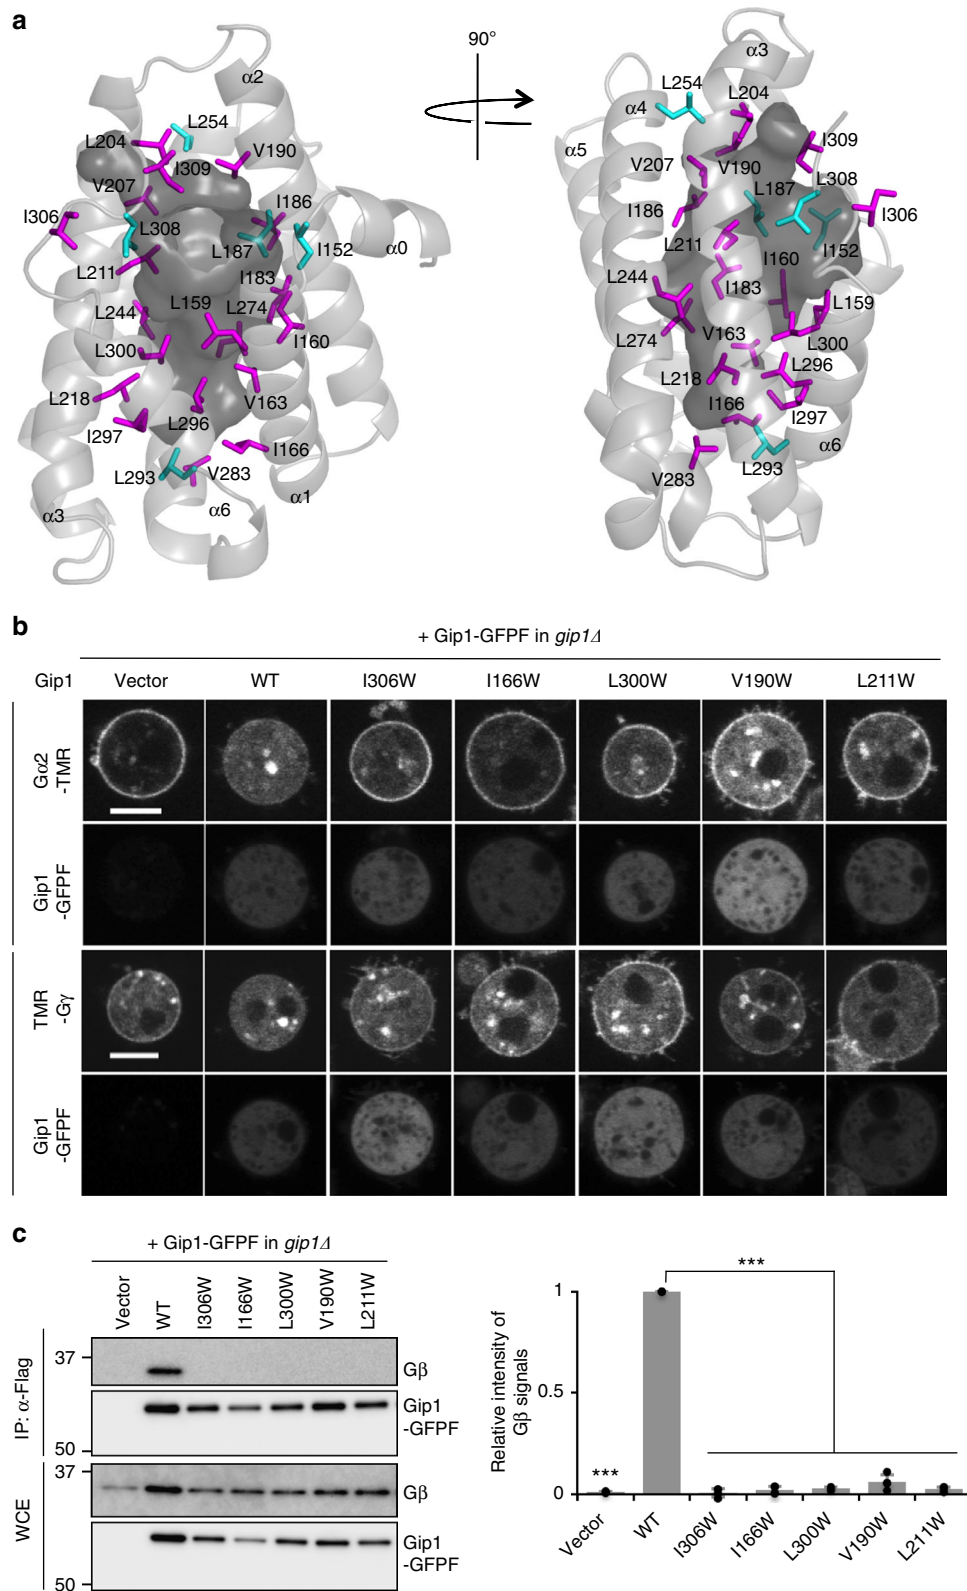 a
α2
L254
L204
I309
V190
V207
I306
L308
I186
L187
I152
α0
L211
I183
L159
L274
L244
I160
L300
L218
V163
I297
L296
I166
L293
V283
α3
α6
α1
90°
α3
L254
L204
α4
α5
I309
V207
V190
L308
L187
I306
I186
I152
L211
I160
L244
I183
L159
L274
V163
L300
L218
L296
I166
I297
α6
L293
V283
b
+ Gip1-GFPF in gip1Δ
Gip1 Vector WT I306W I166W L300W V190W L211W
Gα2
-TMR
Gip1
-GFPF
TMR
-Gγ
Gip1
-GFPF
c
+ Gip1-GFPF in gip1Δ
Vector WT I306W I166W L300W V190W L211W
IP: α-Flag
37
Gβ
Gip1
-GFPF
50
WCE
37
Gβ
Gip1
-GFPF
50
Relative intensity of
Gβ signals
1
0.5
0
***
***
Vector WT I306W I166W L300W V190W L211W